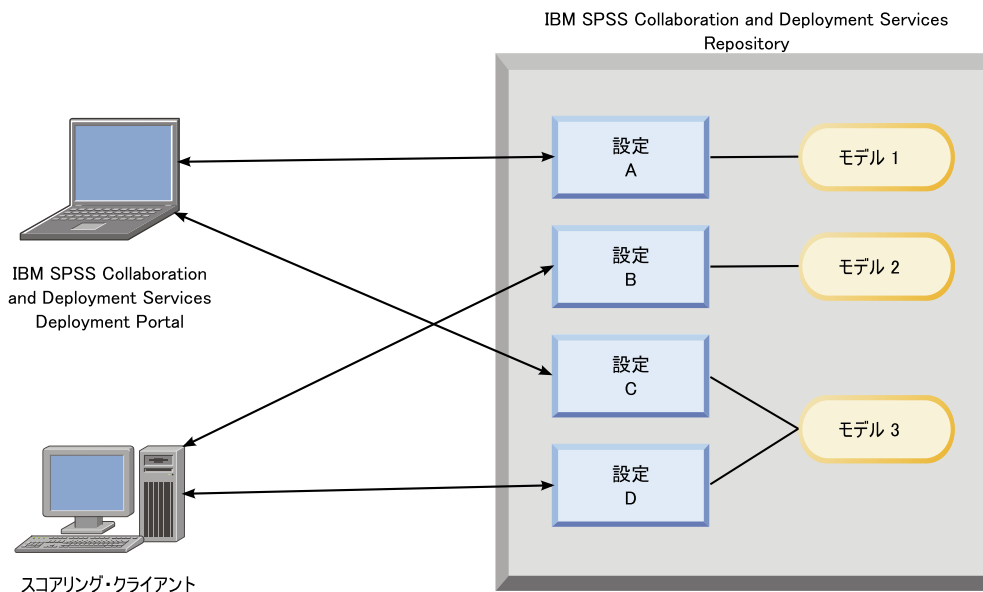 IBM SPSS Collaboration and Deployment Services
Repository
設定
A
モデル 1
設定
B
モデル 2
IBM SPSS Collaboration
and Deployment Services
Deployment Portal
設定
C
モデル 3
設定
D
スコアリング・クライアント